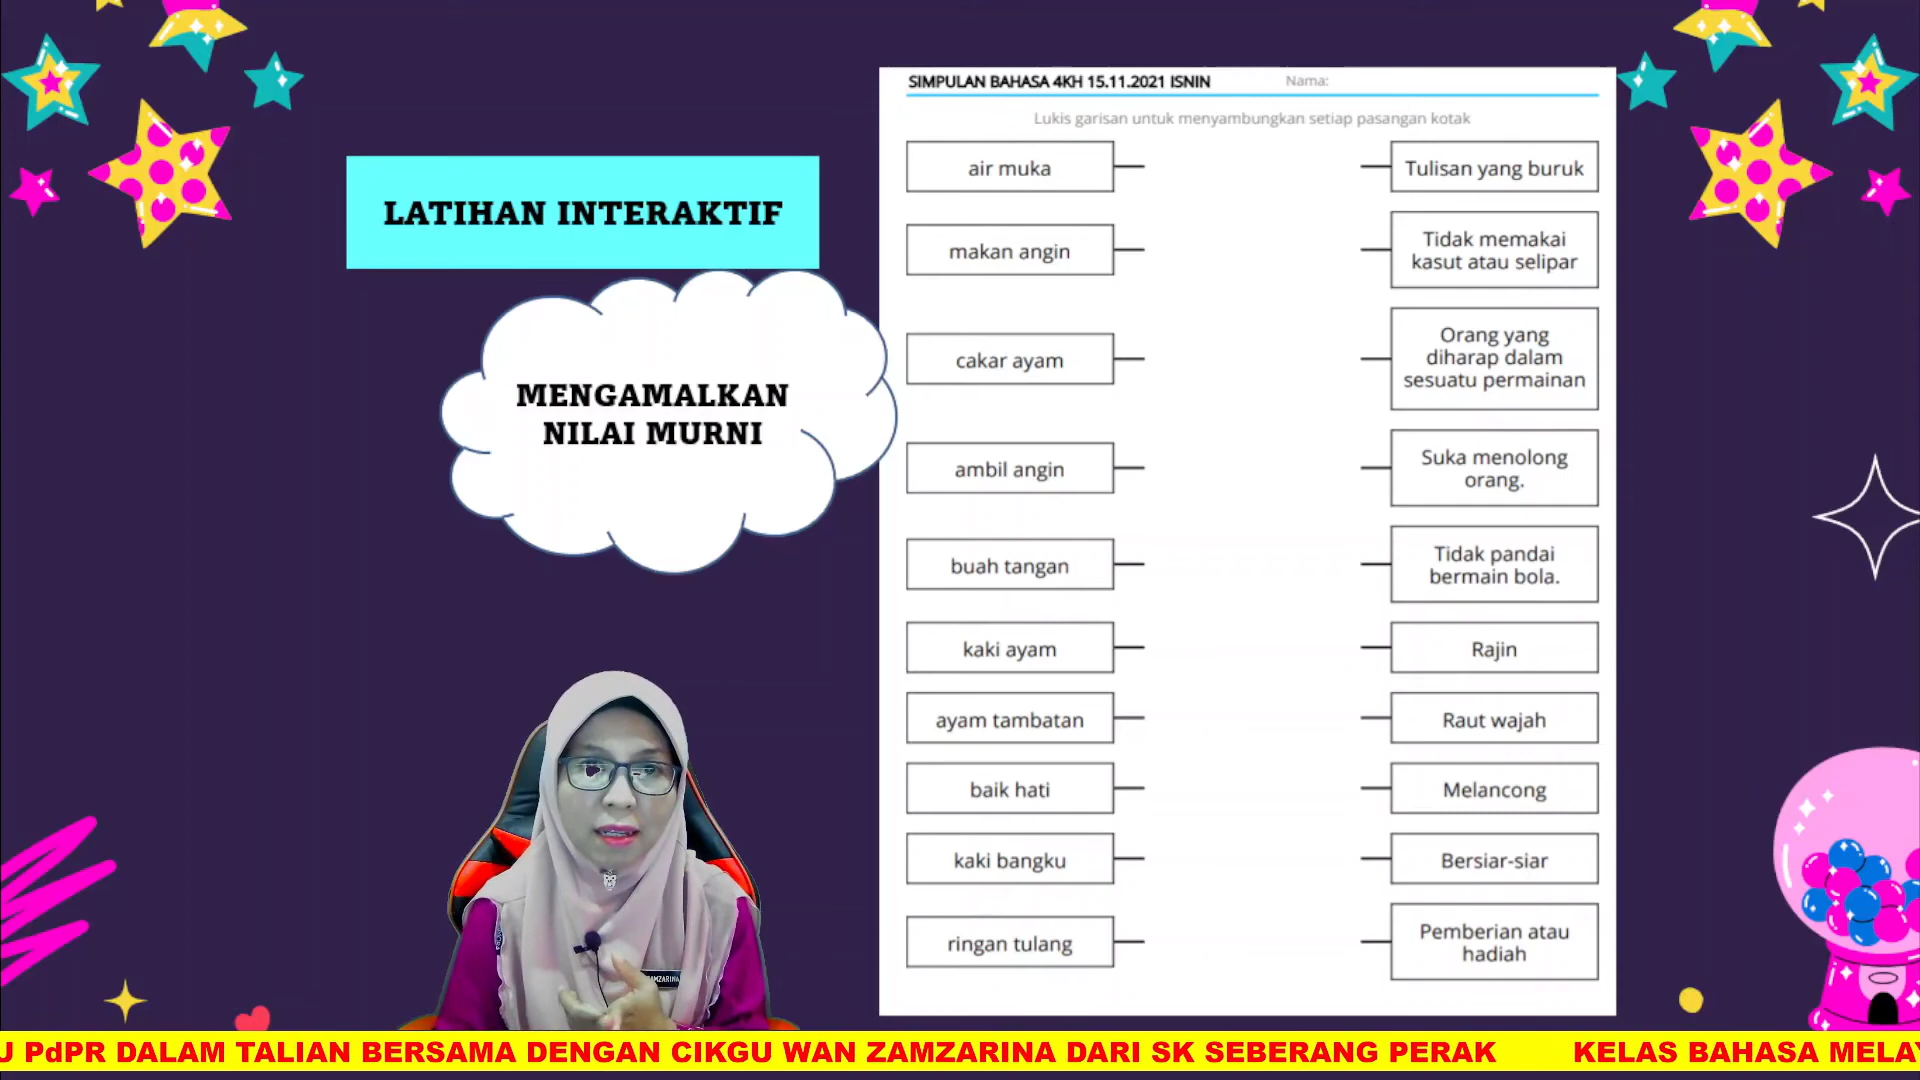 SIMPULAN BAHASA 4KH 15.11.2021 ISNIN
Nama:
Lukis garisan untuk menyambungkan setiap pasangan kotak
LATIHAN INTERAKTIF
MENGAMALKAN
NILAI MURNI
air muka
Tulisan yang buruk
makan angin
Tidak memakai
kasut atau selipar
cakar ayam
Orang yang
diharap dalam
sesuatu permainan
ambil angin
Suka menolong
orang.
buah tangan
Tidak pandai
bermain bola.
kaki ayam
Rajin
ayam tambatan
Raut wajah
baik hati
Melancong
kaki bangku
Bersiar-siar
ringan tulang
Pemberian atau
hadiah
ZAMZARINA
U PdPR DALAM TALIAN BERSAMA DENGAN CIKGU WAN ZAMZARINA DARI SK SEBERANG PERAK KELAS BAHASA MELAY